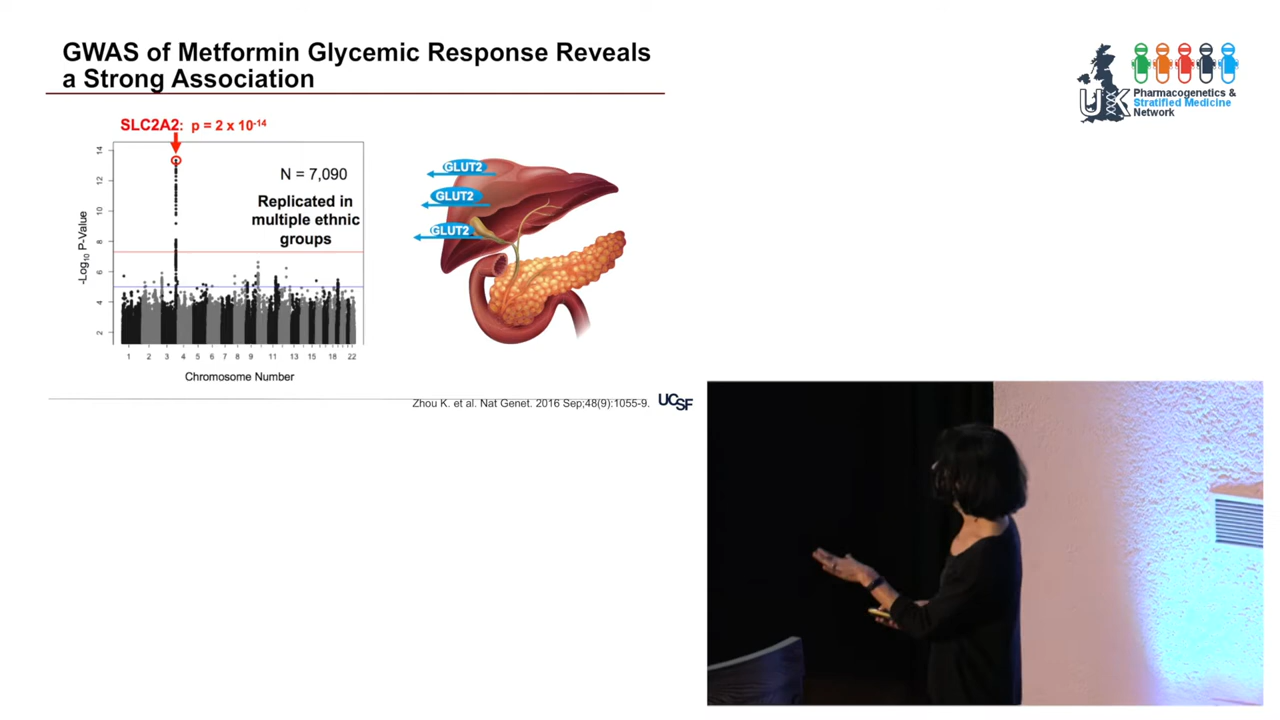 GWAS of Metformin Glycemic Response Reveals
a Strong Association
UK
Pharmacogenetics &
Stratified Medicine
Network
SLC2A2: p = 2 x 10-14
14
12
10
8
6
4
2
-Log10 P-Value
N = 7,090
Replicated in
multiple ethnic
groups
1 2 3 4 5 6 7 8 9 11 13 15 18 22
Chromosome Number
GLUT2
GLUT2
GLUT2
Zhou K. et al. Nat Genet. 2016 Sep;48(9):1055-9.
UCSF